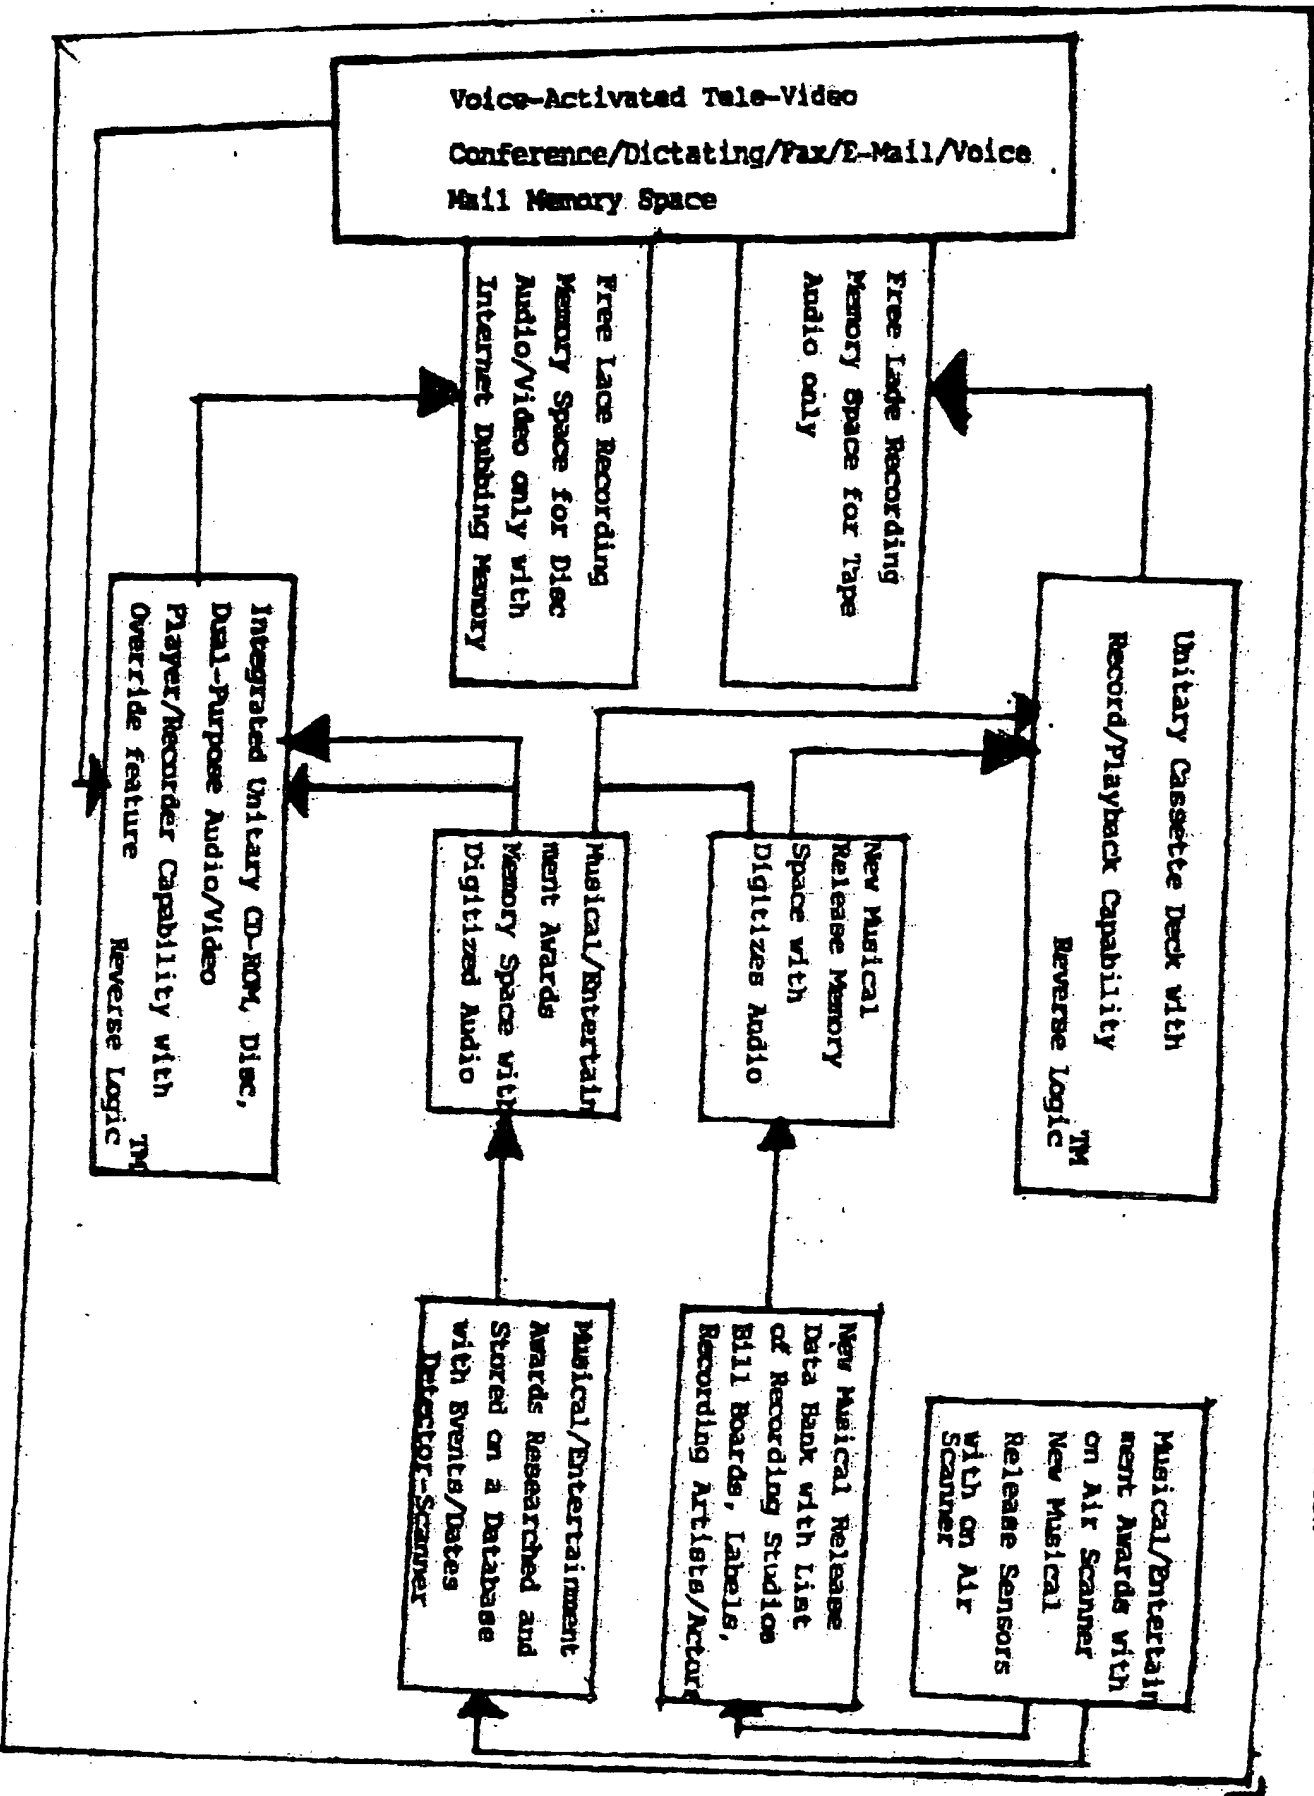 Voice-Activated Tele-Video
Conference/Dictating/Fax/E-Mail/Voice
Mail Memory Space
Free Lade Recording
Memory Space for Tape
Audio only
Free Lace Recording
Memory Space for Disc
Audio/Video only with
Internet Dubbing Memory
Unitary Cassette Deck with
Record/Playback Capability
TM
Reverse Logic
New Musical
Release Memory
Space with
Digitizes Audio
Musical/Entertain
ment Awards
Memory Space with
Digitized Audio
Integrated Unitary CD-ROM, Disc,
Dual-Purpose Audio/Video
Player/Recorder Capability with
Override feature
TM
Reverse Logic
Musical/Entertain
ment Awards with
on Air Scanner
New Musical
Release Sensors
with on Air
Scanner
New Musical Release
Data Bank with List
of Recording Studios
Bill Boards, Labels,
Recording Artists/Actors
Musical/Entertainment
Awards Researched and
Stored on a Database
with Events/Dates
Detector-Scanner